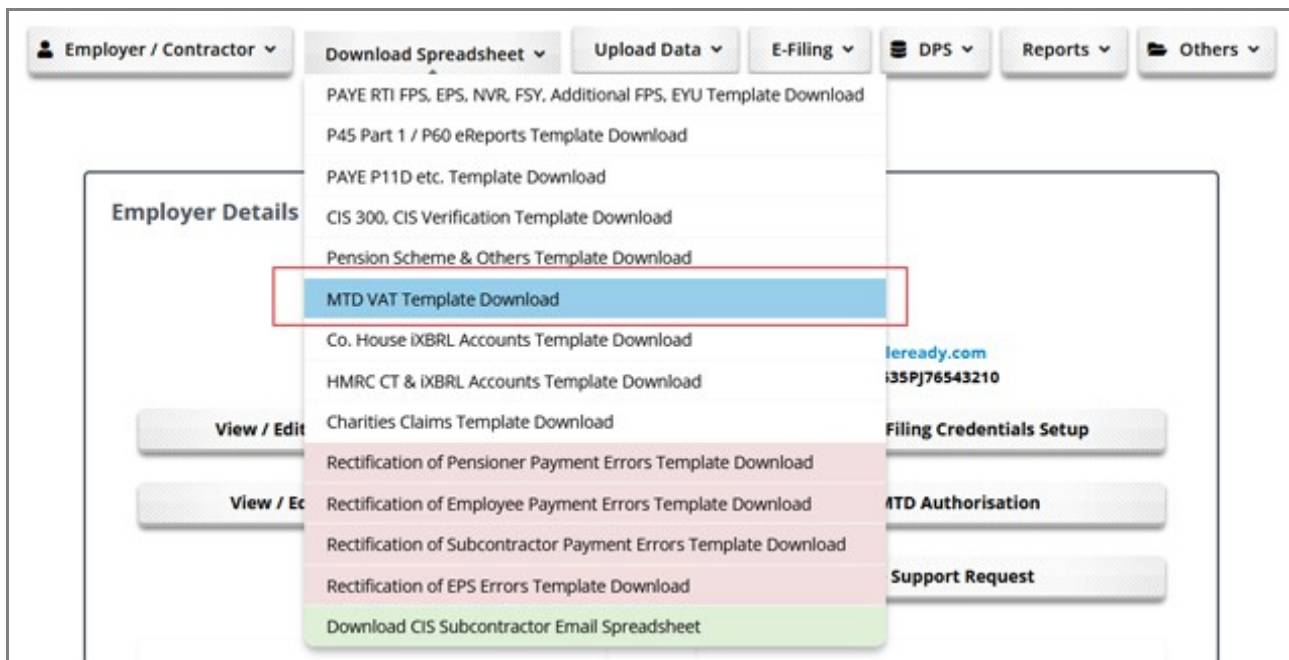 Employer / Contractor
Download Spreadsheet
Upload Data
E-Filing
DPS
Reports
Others
PAYE RTI FPS, EPS, NVR, FSY, Additional FPS, EYU Template Download
P45 Part 1 / P60 eReports Template Download
PAYE P11D etc. Template Download
Employer Details
CIS 300, CIS Verification Template Download
Pension Scheme & Others Template Download
MTD VAT Template Download
Co. House iXBRL Accounts Template Download
leready.com
HMRC CT & iXBRL Accounts Template Download
635PJ76543210
Charities Claims Template Download
View / Edit
Filing Credentials Setup
Rectification of Pensioner Payment Errors Template Download
View / Ed
Rectification of Employee Payment Errors Template Download
MTD Authorisation
Rectification of Subcontractor Payment Errors Template Download
Support Request
Rectification of EPS Errors Template Download
Download CIS Subcontractor Email Spreadsheet